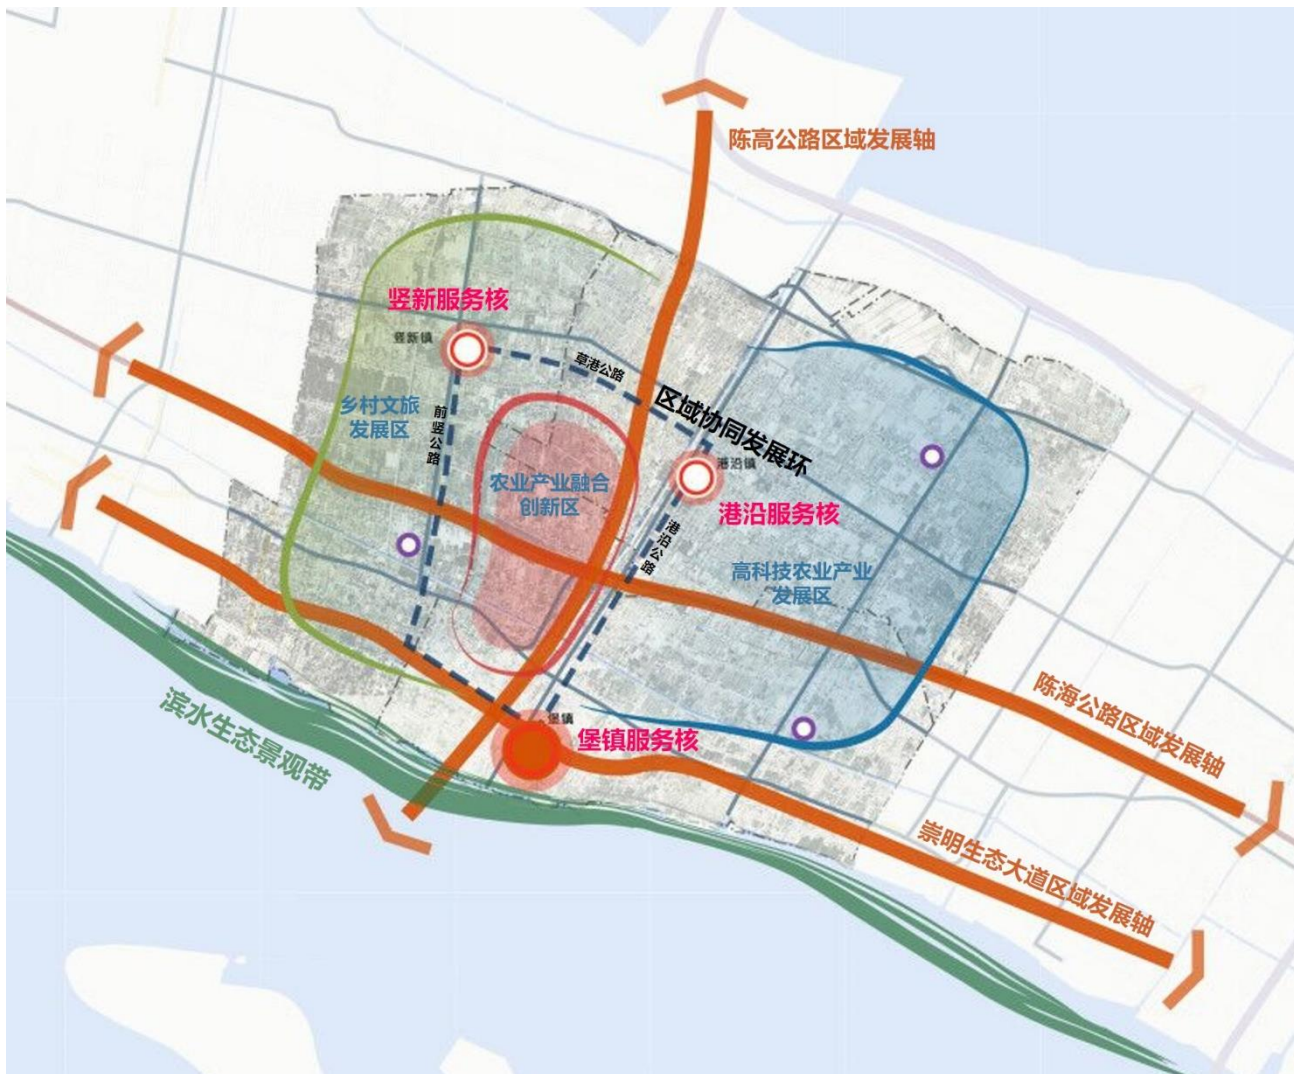 陈高公路区域发展轴
竖新服务核
竖新镇
草港公路
乡村文旅
发展区
前竖公路
区域协同发展环
港沿镇
农业产业融合
创新区
港沿服务核
港沿公路
高科技农业产业
发展区
陈海公路区域发展轴
滨水生态景观带
堡镇
堡镇服务核
崇明生态大道区域发展轴